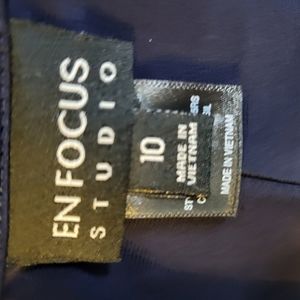 EN FOCUS
STUDIO
10
MADE IN
VIETNAM
MADE IN VIETNAM